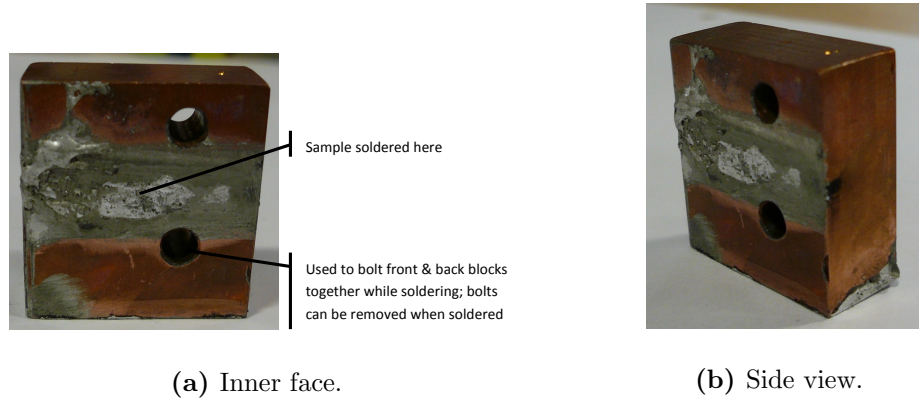 Sample soldered here
Used to bolt front & back blocks
together while soldering; bolts
can be removed when soldered
(a) Inner face.
(b) Side view.